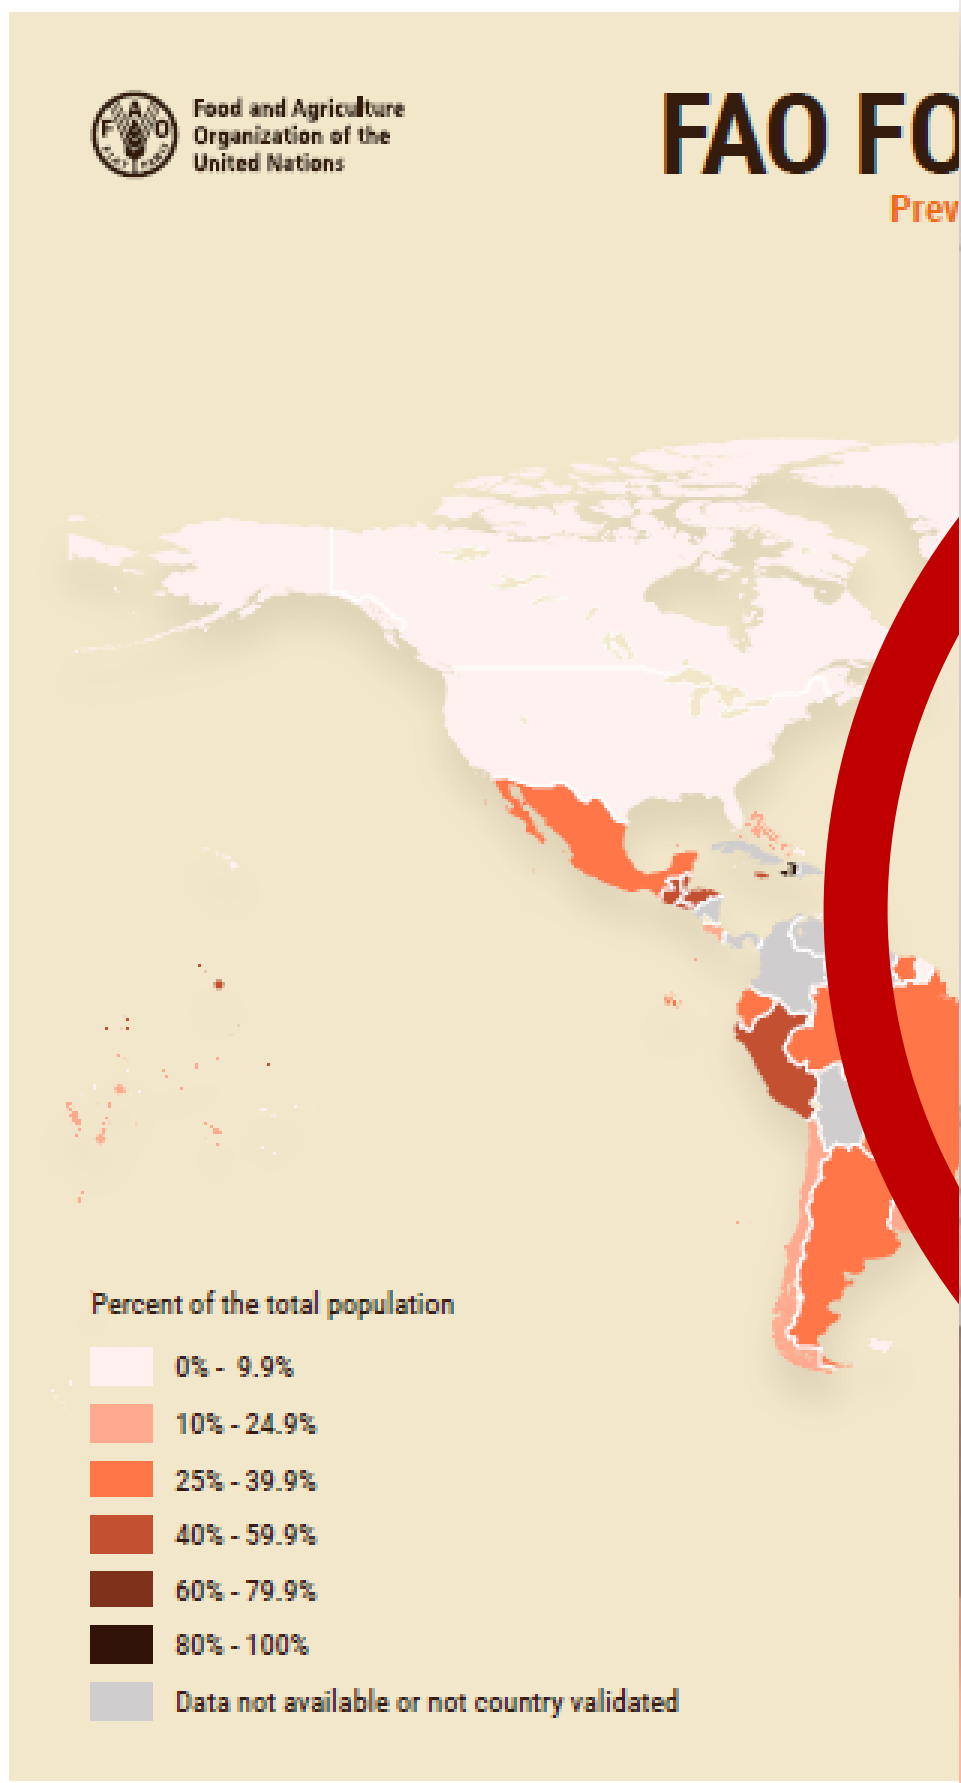 Food and Agriculture
Organization of the
United Nations
FAO FO
Prev
Percent of the total population
0% - 9.9%
10% - 24.9%
25% - 39.9%
40% - 59.9%
60% - 79.9%
80% - 100%
Data not available or not country validated